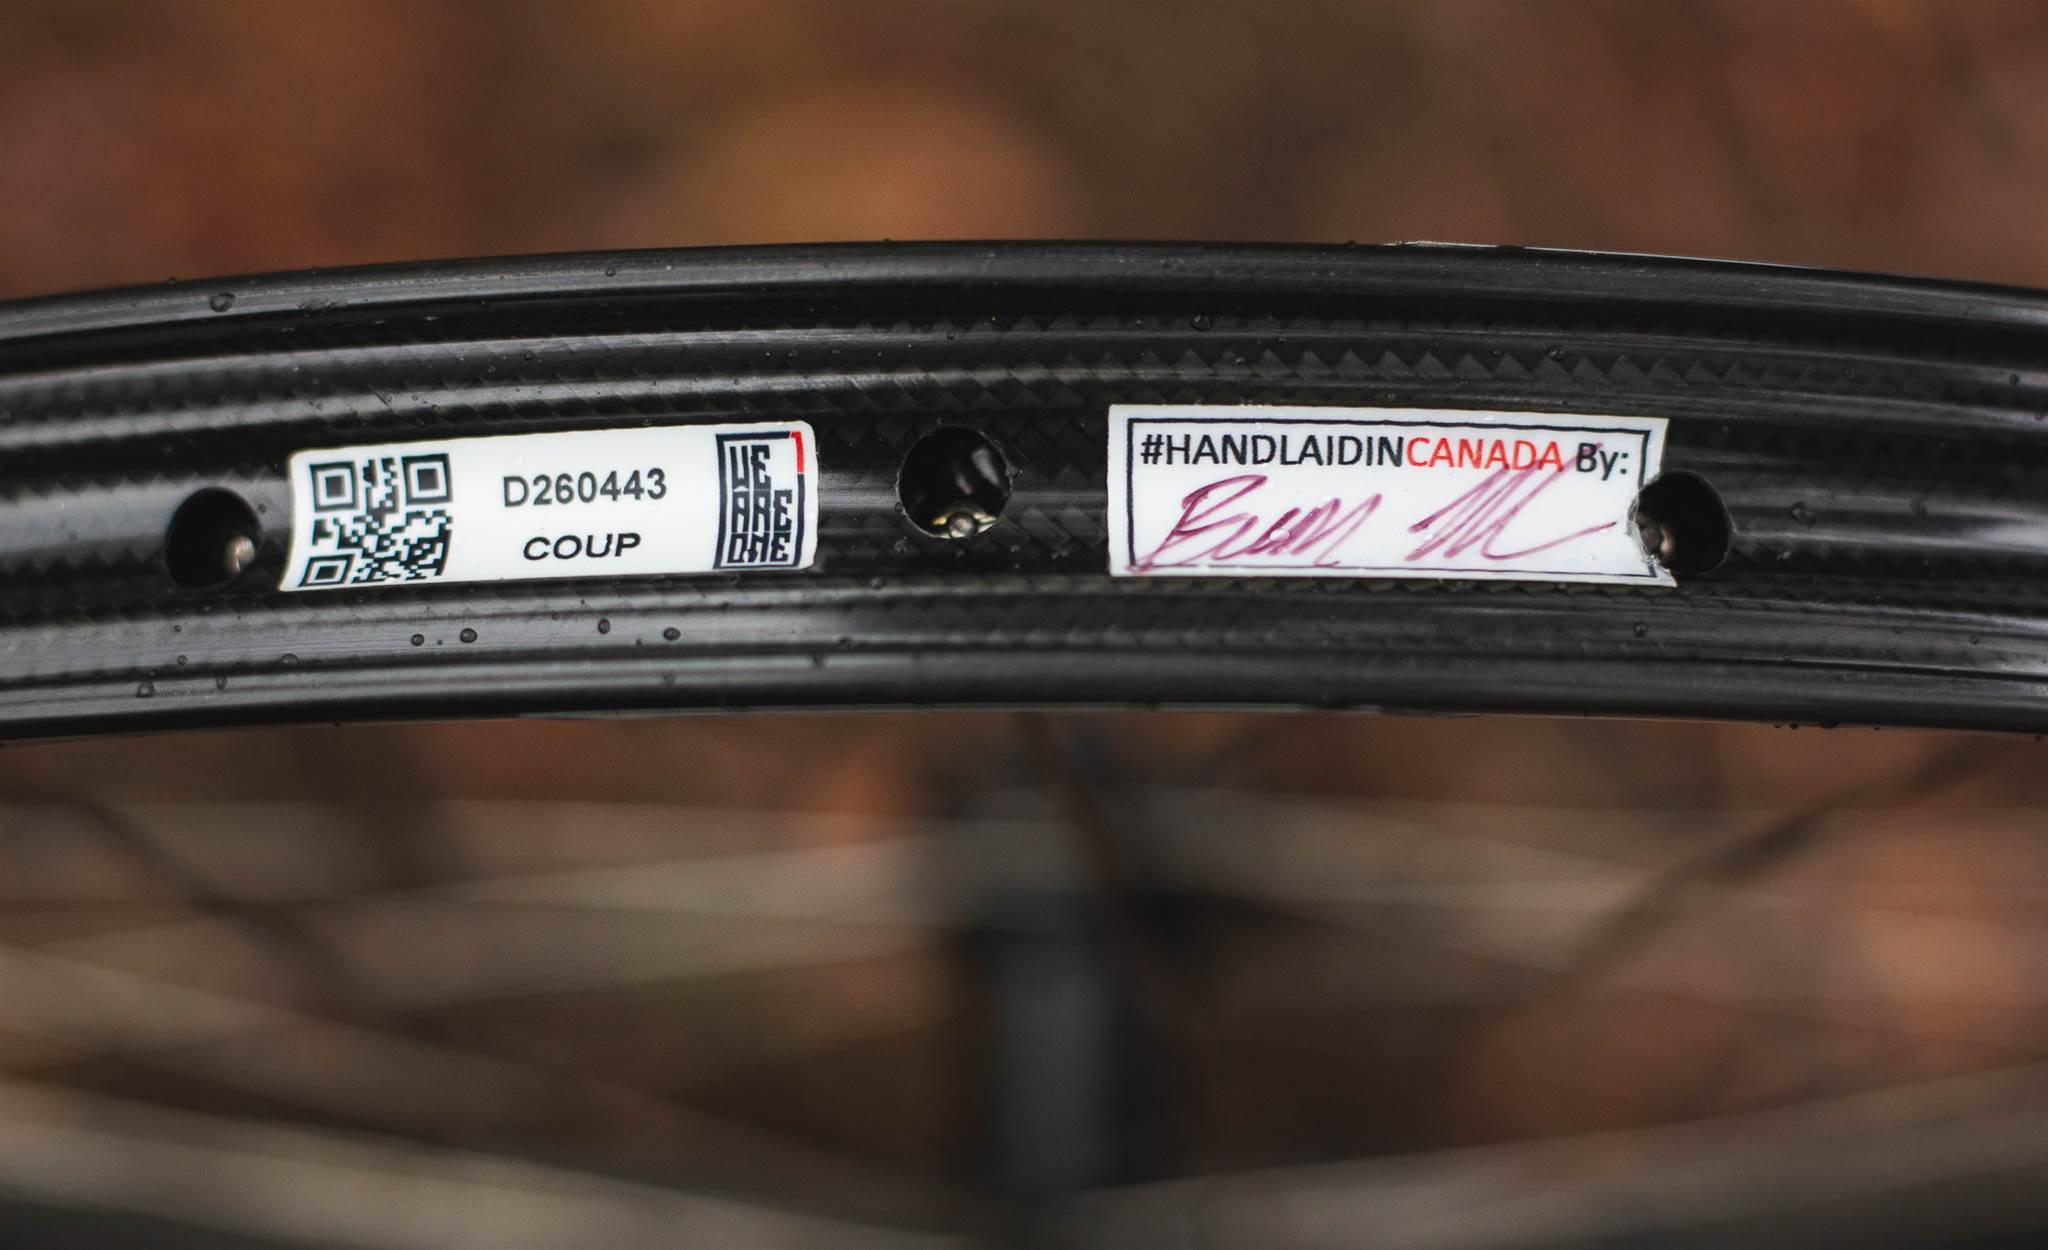 D260443
COUP
WE
ARE
ONE
#HANDLAIDINCANADA By: